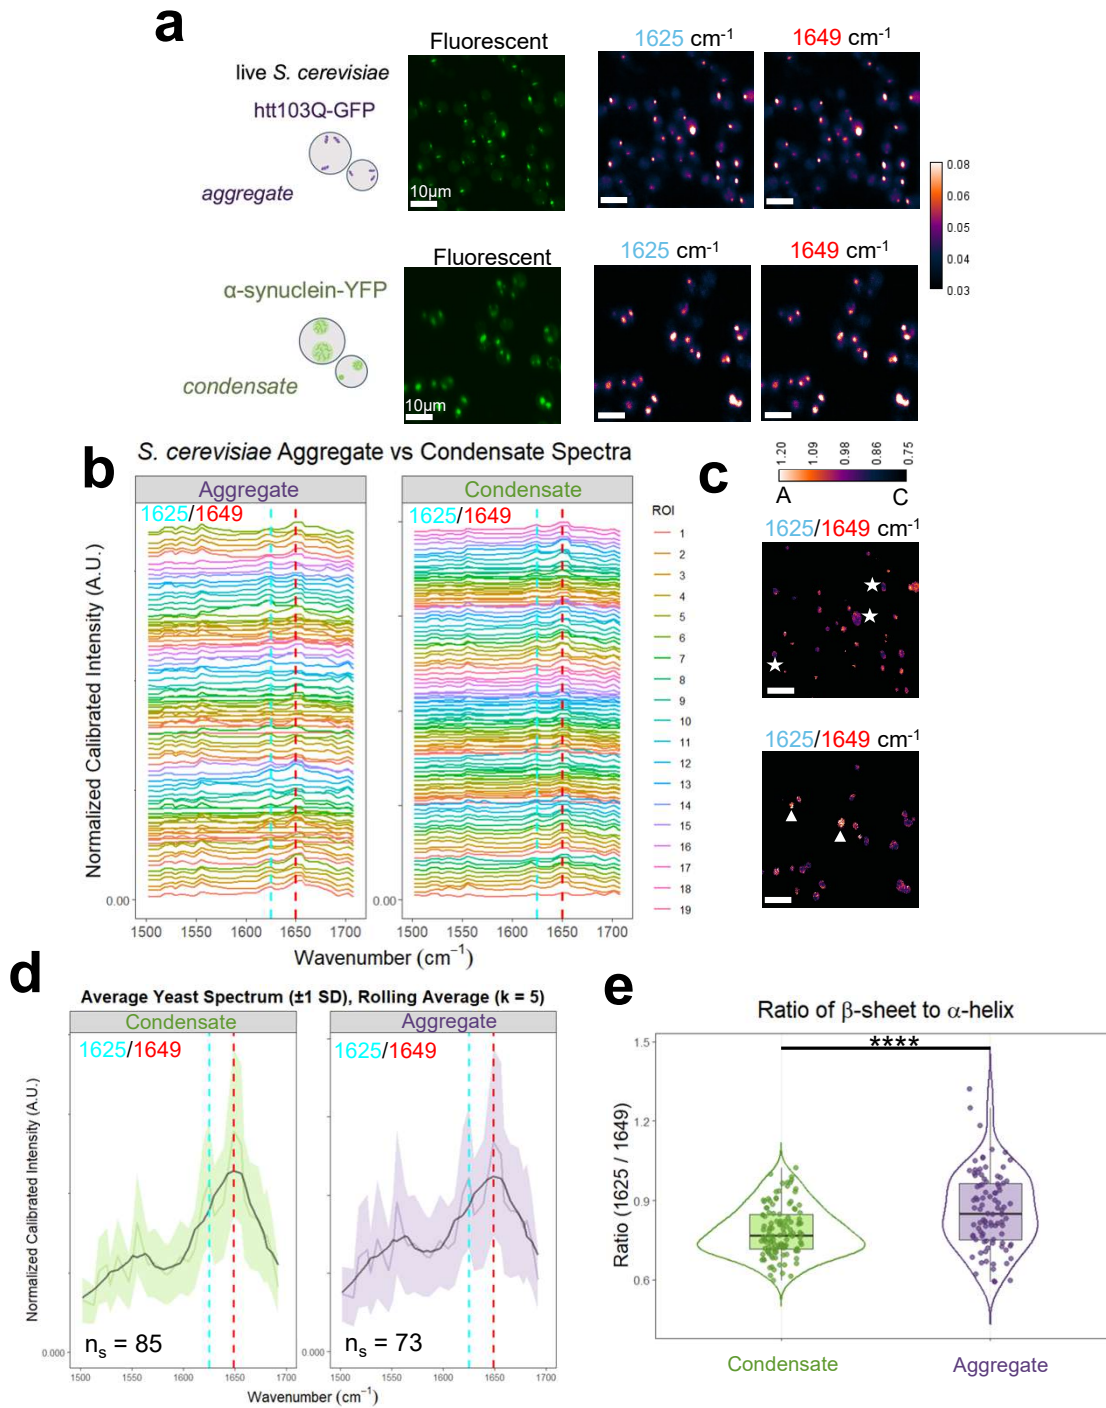 a
live S. cerevisiae
htt103Q-GFP
aggregate
Fluorescent
1625 cm⁻¹
1649 cm⁻¹
10μm
0.08
0.06
0.05
0.04
0.03
α-synuclein-YFP
condensate
Fluorescent
1625 cm⁻¹
1649 cm⁻¹
10μm
b
S. cerevisiae Aggregate vs Condensate Spectra
Aggregate
Condensate
1625/1649
1625/1649
Normalized Calibrated Intensity (A.U.)
0.00
0.00
1500 1550 1600 1650 1700
1500 1550 1600 1650 1700
Wavenumber (cm⁻¹)
ROI
1
2
3
4
5
6
7
8
9
10
11
12
13
14
15
16
17
18
19
c
1.20
1.09
0.98
0.86
0.75
A
C
1625/1649 cm⁻¹
1625/1649 cm⁻¹
d
Average Yeast Spectrum (±1 SD), Rolling Average (k = 5)
Condensate
Aggregate
1625/1649
1625/1649
Normalized Calibrated Intensity (A.U.)
nₛ = 85
nₛ = 73
0.000
0.000
1500 1550 1600 1650 1700
1500 1550 1600 1650 1700
Wavenumber (cm⁻¹)
e
Ratio of β-sheet to α-helix
****
Ratio (1625 / 1649)
1.5
1.2
0.9
0.6
Condensate
Aggregate